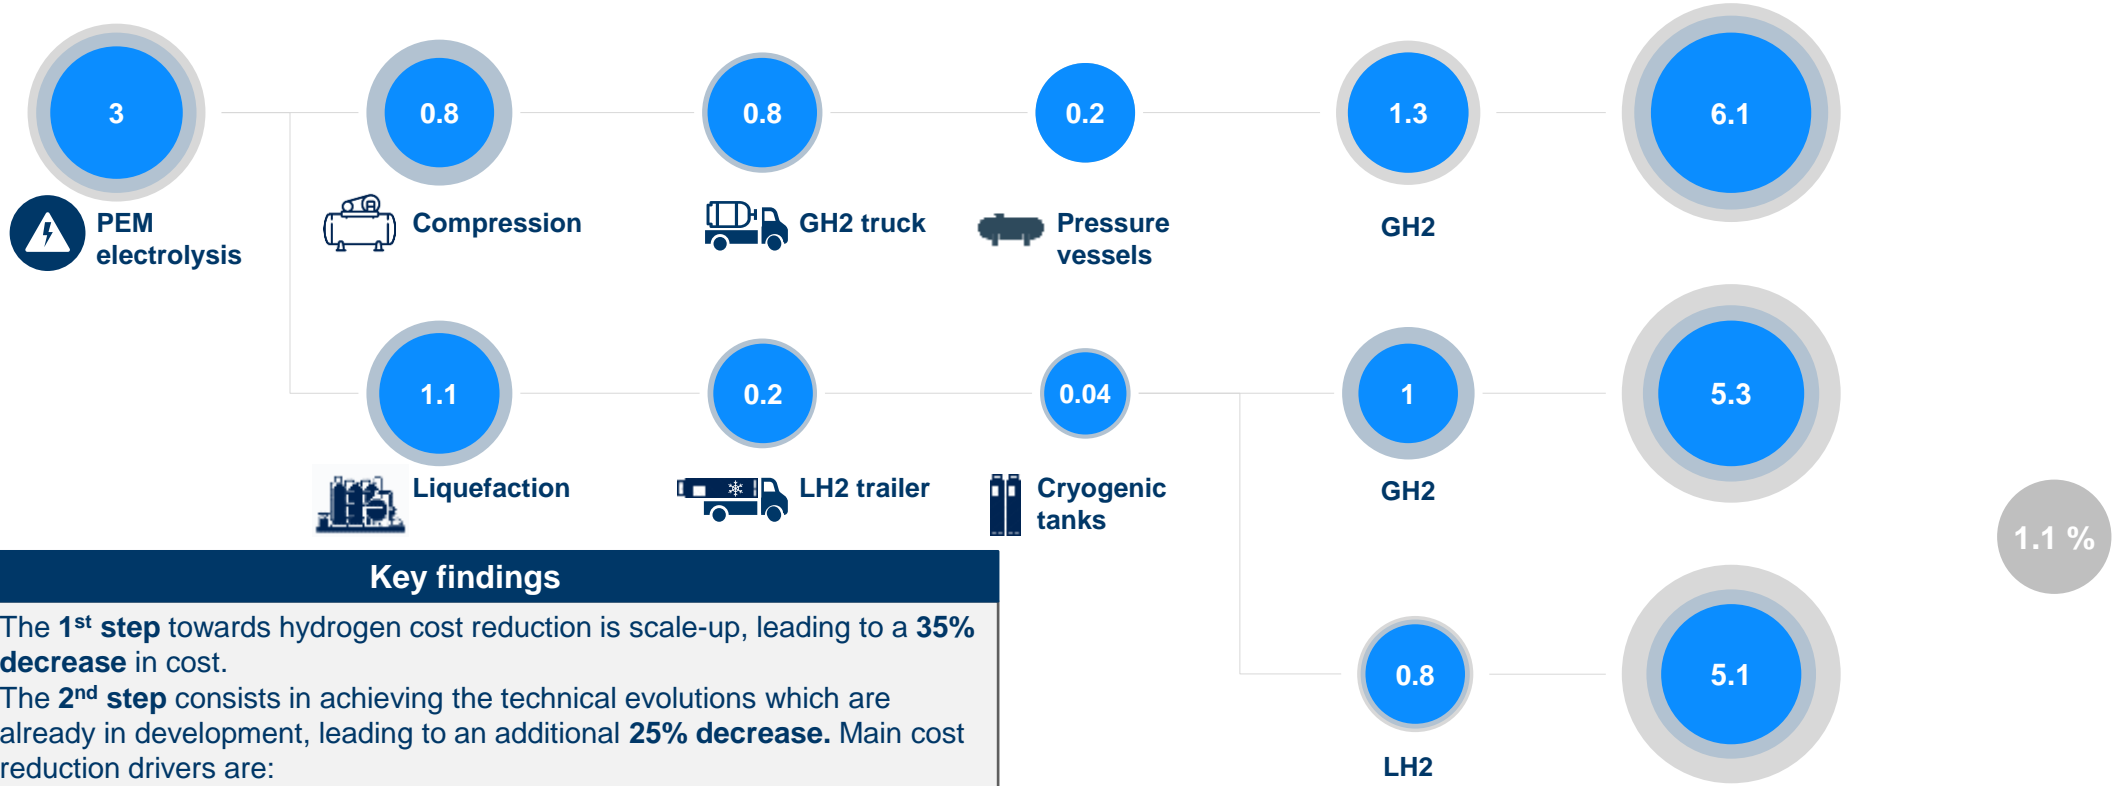 3
0.8
0.8
0.2
1.3
6.1
PEM
electrolysis
Compression
GH2 truck
Pressure
vessels
GH2
1.1
0.2
0.04
1
5.3
Liquefaction
LH2 trailer
Cryogenic
tanks
GH2
1.1 %
Key findings
The 1st step towards hydrogen cost reduction is scale-up, leading to a 35%
decrease in cost.
The 2nd step consists in achieving the technical evolutions which are
already in development, leading to an additional 25% decrease. Main cost
reduction drivers are:
0.8
5.1
LH2